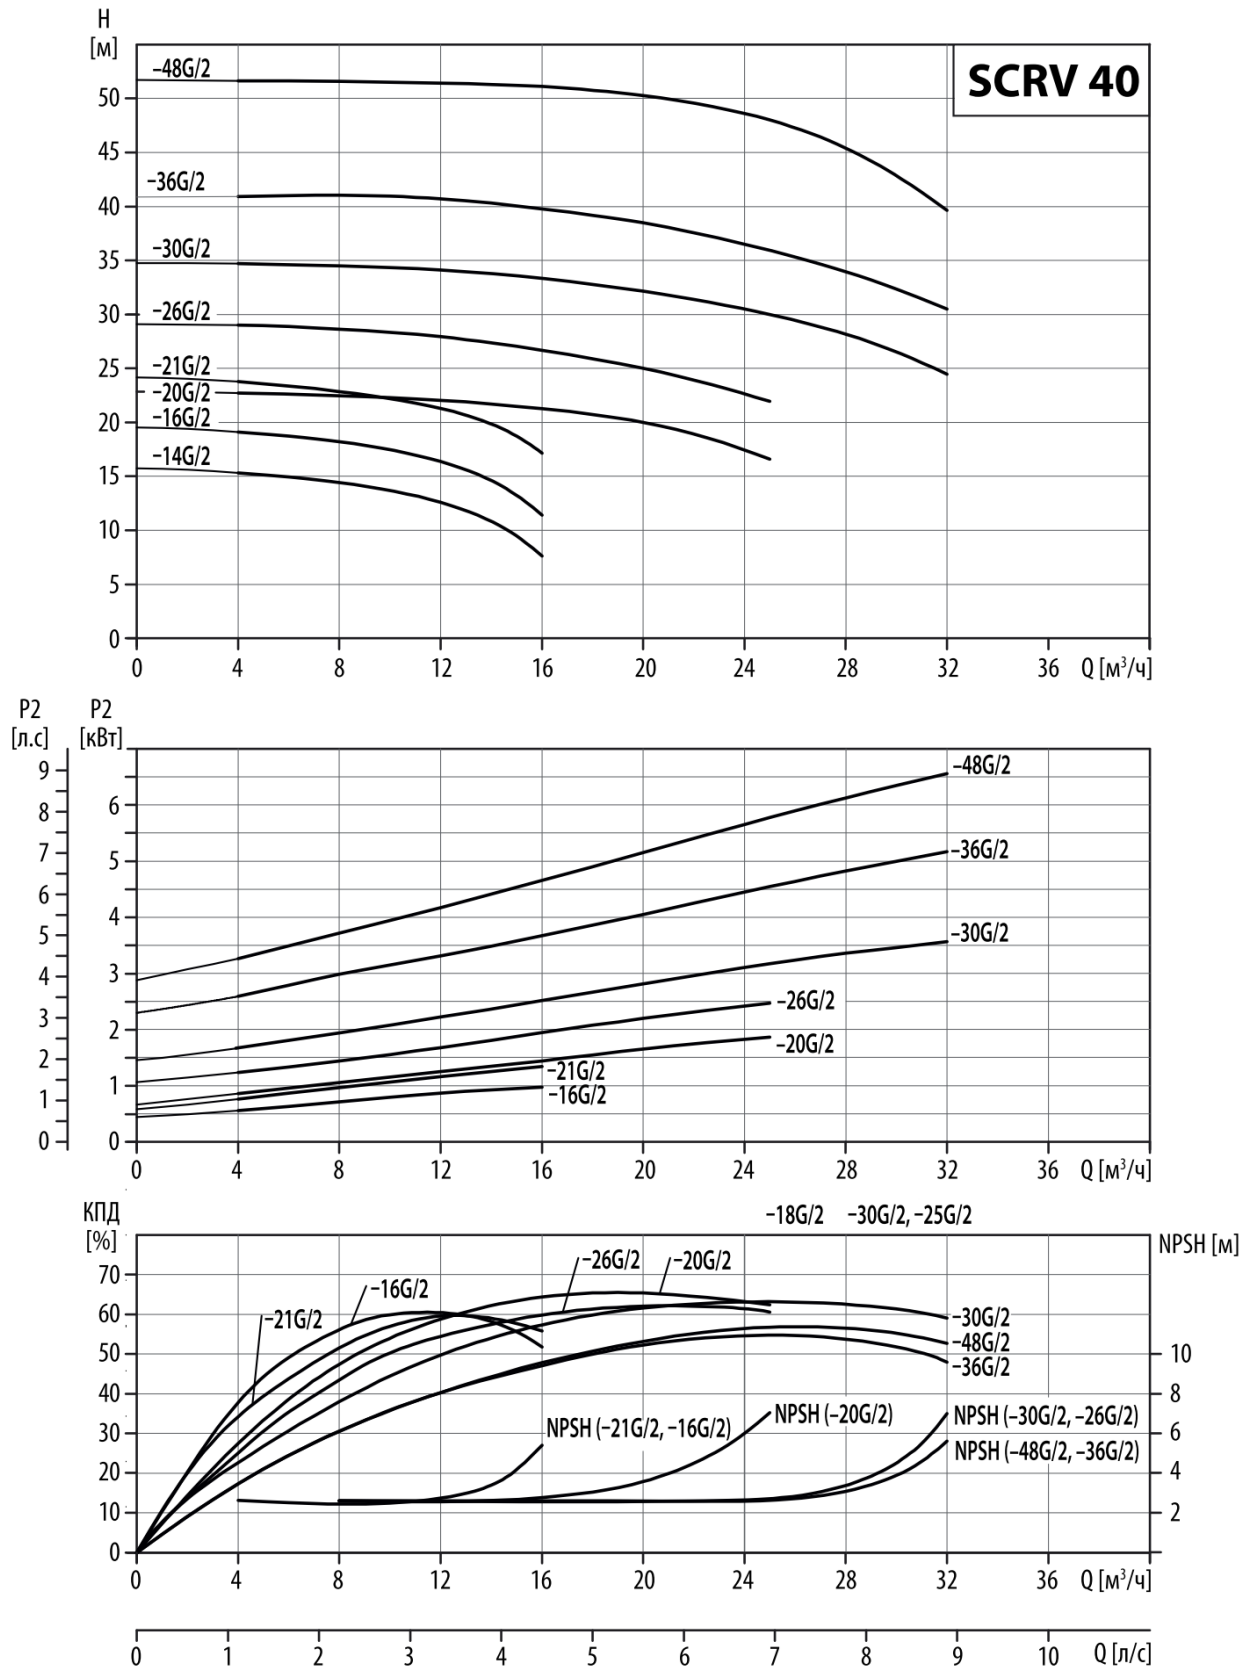 H
[м]
SCRV 40
–48G/2
50
45
–36G/2
40
–30G/2
35
30
–26G/2
25
–21G/2
–20G/2
20
–16G/2
–14G/2
15
10
5
0
0 4 8 12 16 20 24 28 32 36 Q [м³/ч]
P2 P2
[л.с] [кВт]
9
–48G/2
8 6
7 5
–36G/2
6
5 4
–30G/2
4 3
–26G/2
3 2
–20G/2
2
–21G/2
1 1
–16G/2
0 0
0 4 8 12 16 20 24 28 32 36 Q [м³/ч]
КПД
[%]
–18G/2 –30G/2, –25G/2
NPSH [м]
–26G/2 –20G/2
70
–16G/2
–21G/2
60
–30G/2
–48G/2
50 10
–36G/2
40 8
NPSH (–20G/2)
NPSH (–30G/2, –26G/2)
NPSH (–21G/2, –16G/2)
30 6
NPSH (–48G/2, –36G/2)
20 4
10 2
0
0 4 8 12 16 20 24 28 32 36 Q [м³/ч]
0 1 2 3 4 5 6 7 8 9 10 Q [л/с]